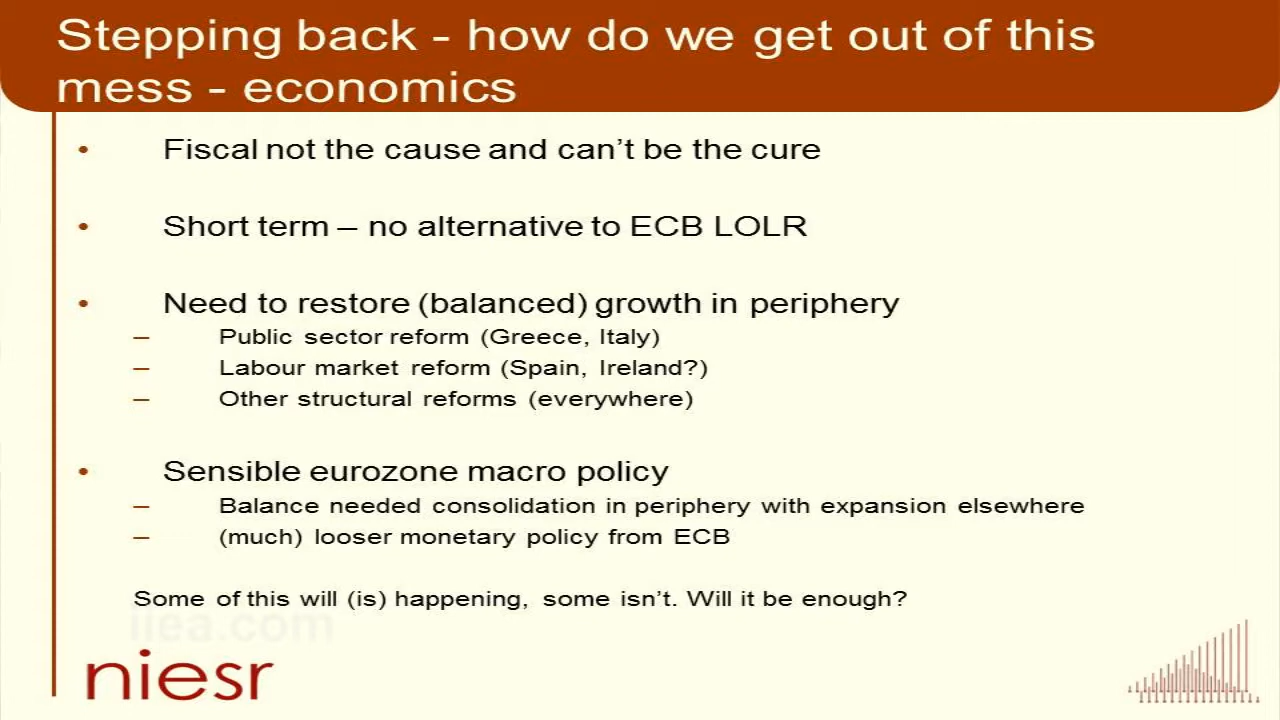 Stepping back - how do we get out of this
mess - economics
• Fiscal not the cause and can't be the cure
• Short term – no alternative to ECB LOLR
• Need to restore (balanced) growth in periphery
– Public sector reform (Greece, Italy)
– Labour market reform (Spain, Ireland?)
– Other structural reforms (everywhere)
• Sensible eurozone macro policy
– Balance needed consolidation in periphery with expansion elsewhere
– (much) looser monetary policy from ECB
Some of this will (is) happening, some isn't. Will it be enough?
iiea.com
niesr